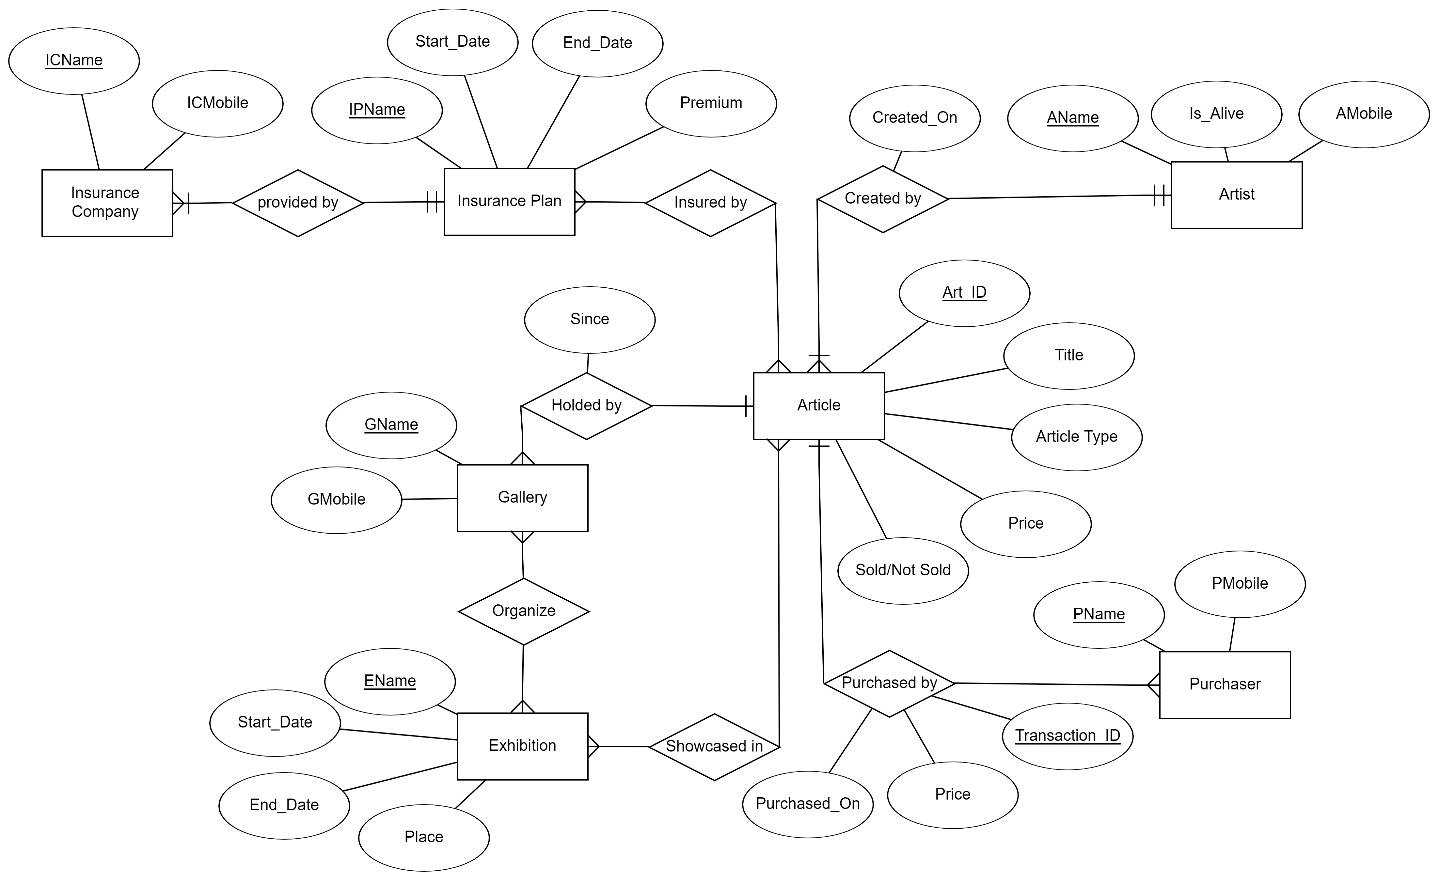 Start_Date
End_Date
ICName
ICMobile
IPName
Premium
Created_On
AName
Is_Alive
AMobile
Insurance
Company
provided by
Insurance Plan
Insured by
Created by
Artist
Art_ID
Since
Title
Holded by
Article
GName
Article Type
GMobile
Gallery
Price
Sold/Not Sold
Organize
PMobile
PName
EName
Purchased by
Purchaser
Start_Date
Exhibition
Showcased in
Transaction_ID
End_Date
Purchased_On
Price
Place